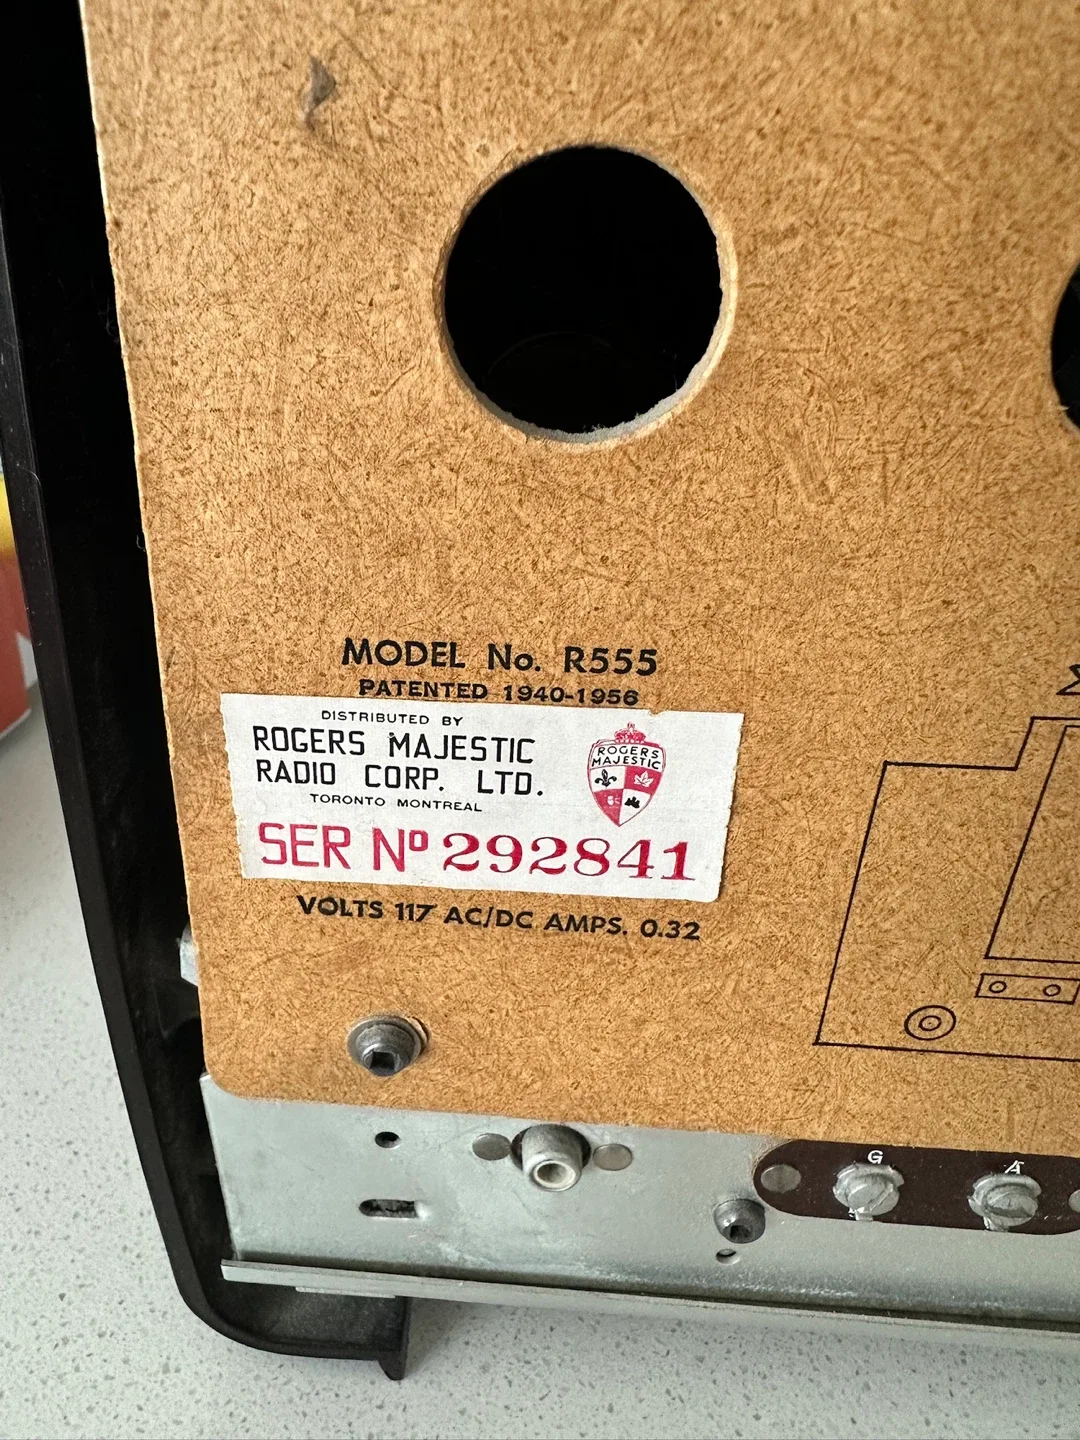 MODEL No. R555
PATENTED 1940-1956
DISTRIBUTED BY
ROGERS MAJESTIC
RADIO CORP. LTD.
TORONTO MONTREAL
ROGERS
MAJESTIC
SER Nº 292841
VOLTS 117 AC/DC AMPS. 0.32
G
A